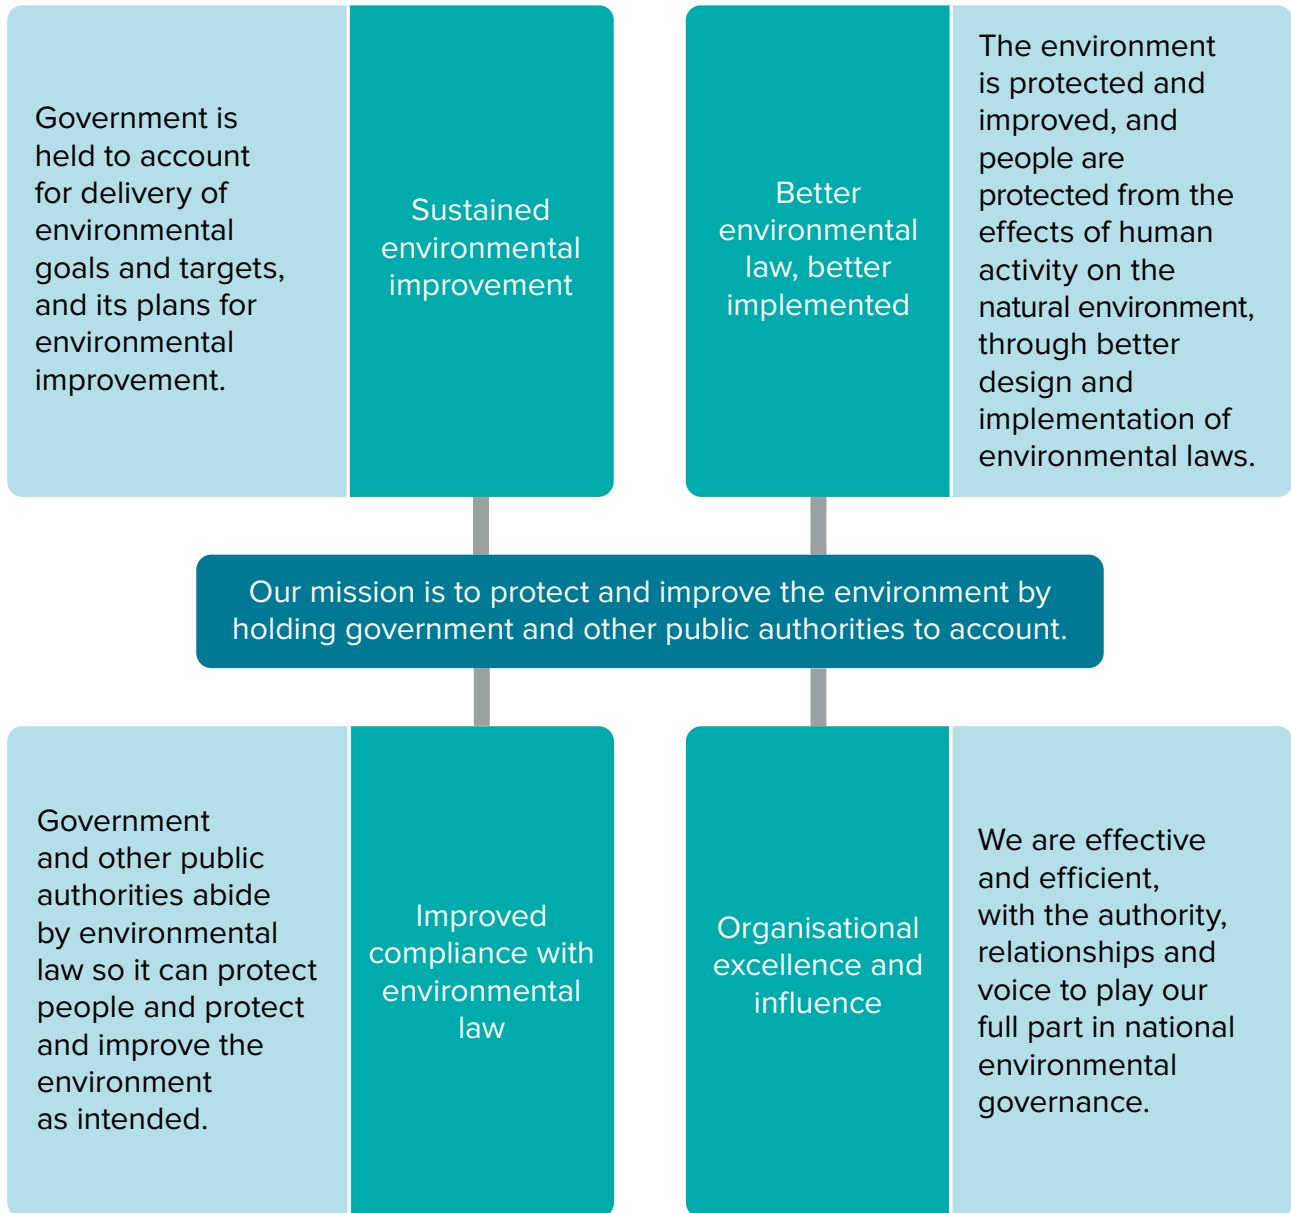 Government is
held to account
for delivery of
environmental
goals and targets,
and its plans for
environmental
improvement.
Sustained
environmental
improvement
Better
environmental
law, better
implemented
The environment
is protected and
improved, and
people are
protected from the
effects of human
activity on the
natural environment,
through better
design and
implementation of
environmental laws.
Our mission is to protect and improve the environment by
holding government and other public authorities to account.
Government
and other public
authorities abide
by environmental
law so it can protect
people and protect
and improve the
environment
as intended.
Improved
compliance with
environmental
law
Organisational
excellence and
influence
We are effective
and efficient,
with the authority,
relationships and
voice to play our
full part in national
environmental
governance.